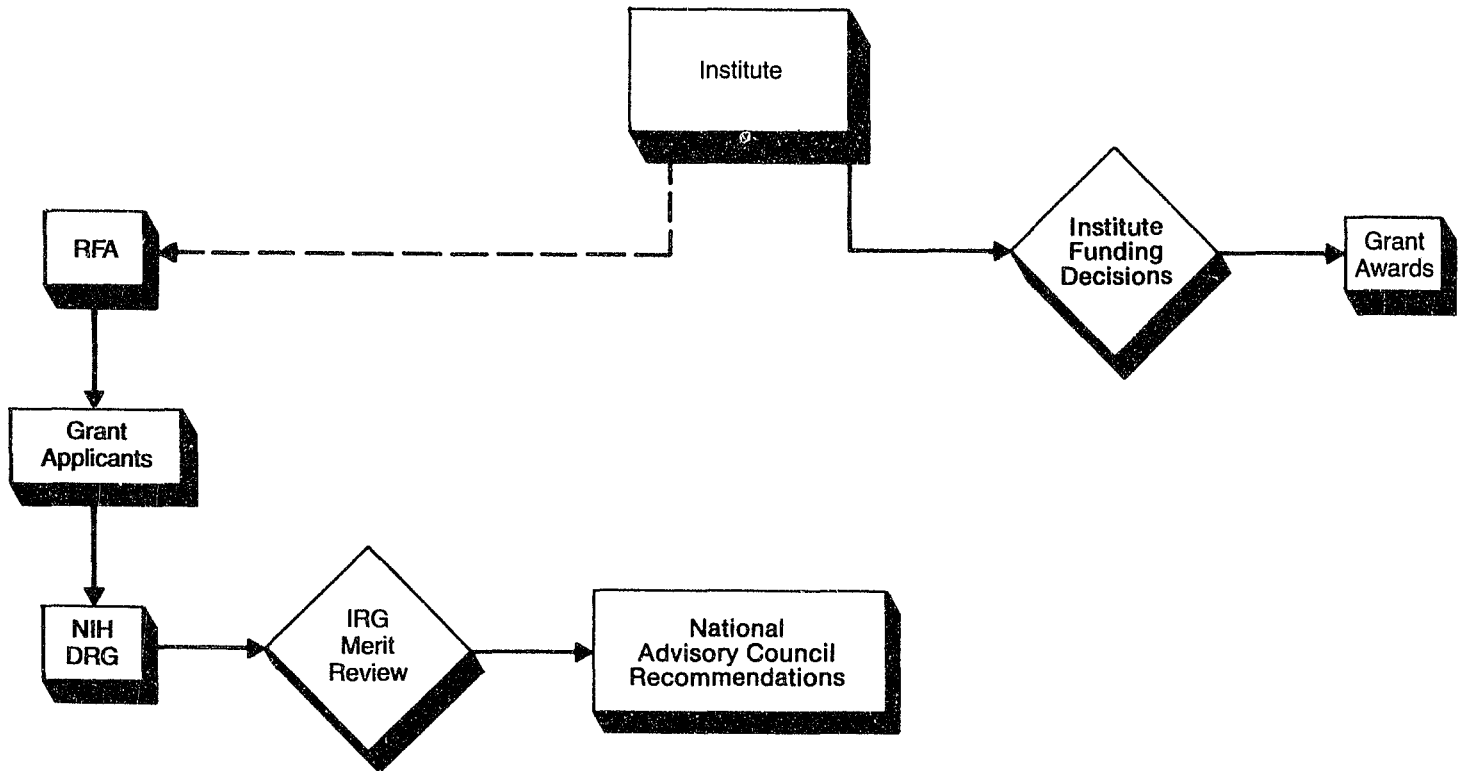 Institute
RFA
Institute
Funding
Decisions
Grant
Awards
Grant
Applicants
NIH
DRG
IRG
Merit
Review
National
Advisory Council
Recommendations